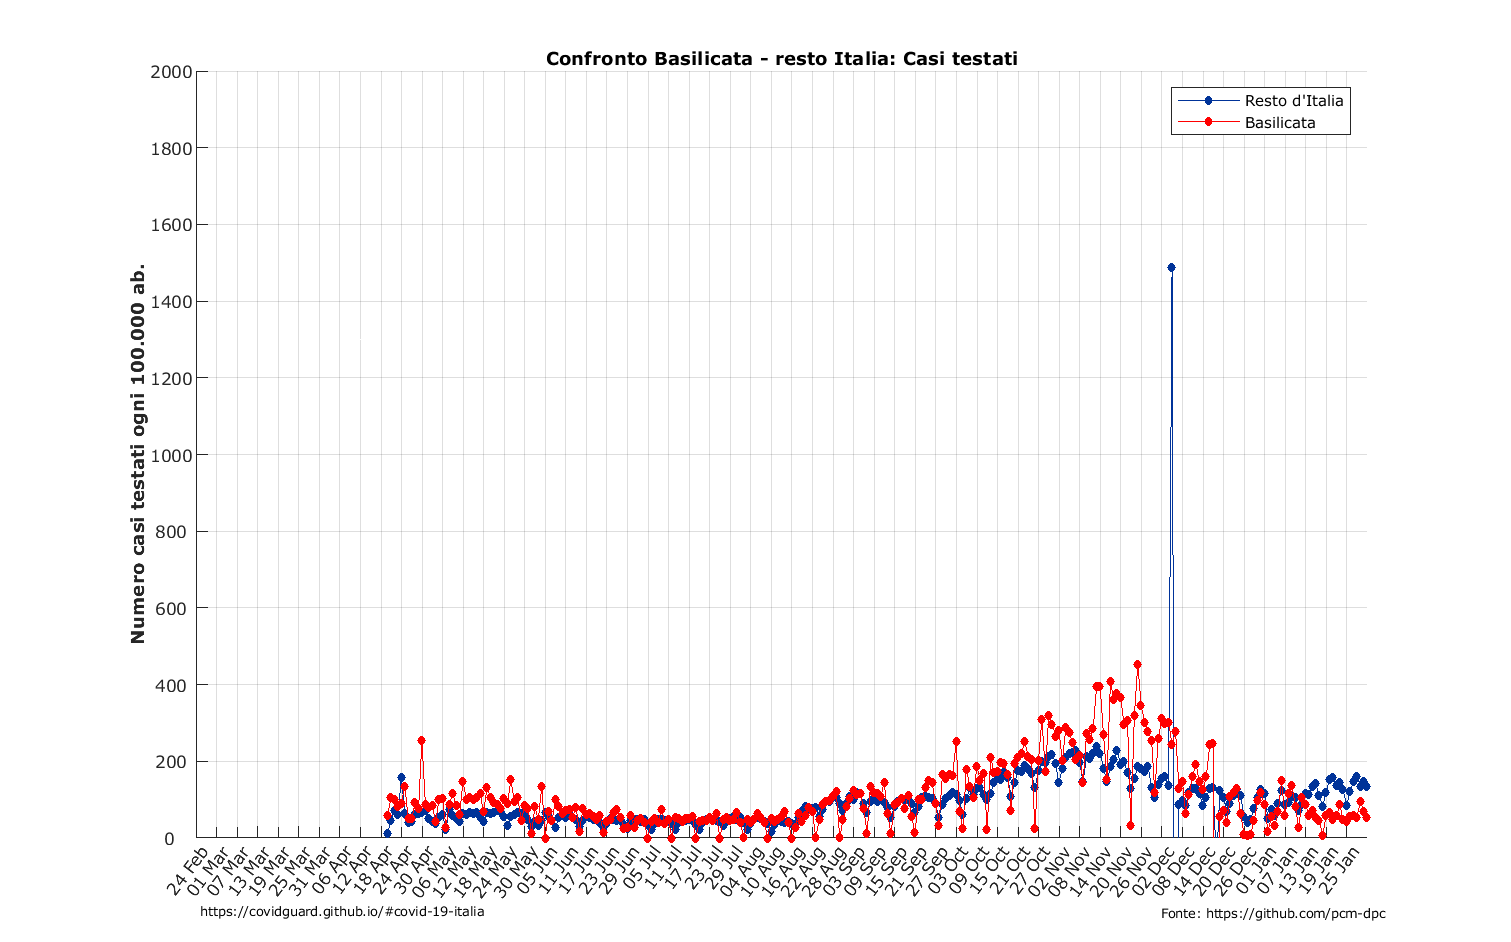 Confronto Basilicata - resto Italia: Casi testati
Resto d'Italia
Basilicata
Numero casi testati ogni 100.000 ab.
2000
1800
1600
1400
1200
1000
800
600
400
200
0
24 Feb
01 Mar
07 Mar
13 Mar
19 Mar
25 Mar
31 Mar
06 Apr
12 Apr
18 Apr
24 Apr
30 Apr
06 May
12 May
18 May
24 May
30 May
05 Jun
11 Jun
17 Jun
23 Jun
29 Jun
05 Jul
11 Jul
17 Jul
23 Jul
29 Jul
04 Aug
10 Aug
16 Aug
22 Aug
28 Aug
03 Sep
09 Sep
15 Sep
21 Sep
27 Sep
03 Oct
09 Oct
15 Oct
21 Oct
27 Oct
02 Nov
08 Nov
14 Nov
20 Nov
26 Nov
02 Dec
08 Dec
14 Dec
20 Dec
26 Dec
01 Jan
07 Jan
13 Jan
19 Jan
25 Jan
https://covidguard.github.io/#covid-19-italia
Fonte: https://github.com/pcm-dpc